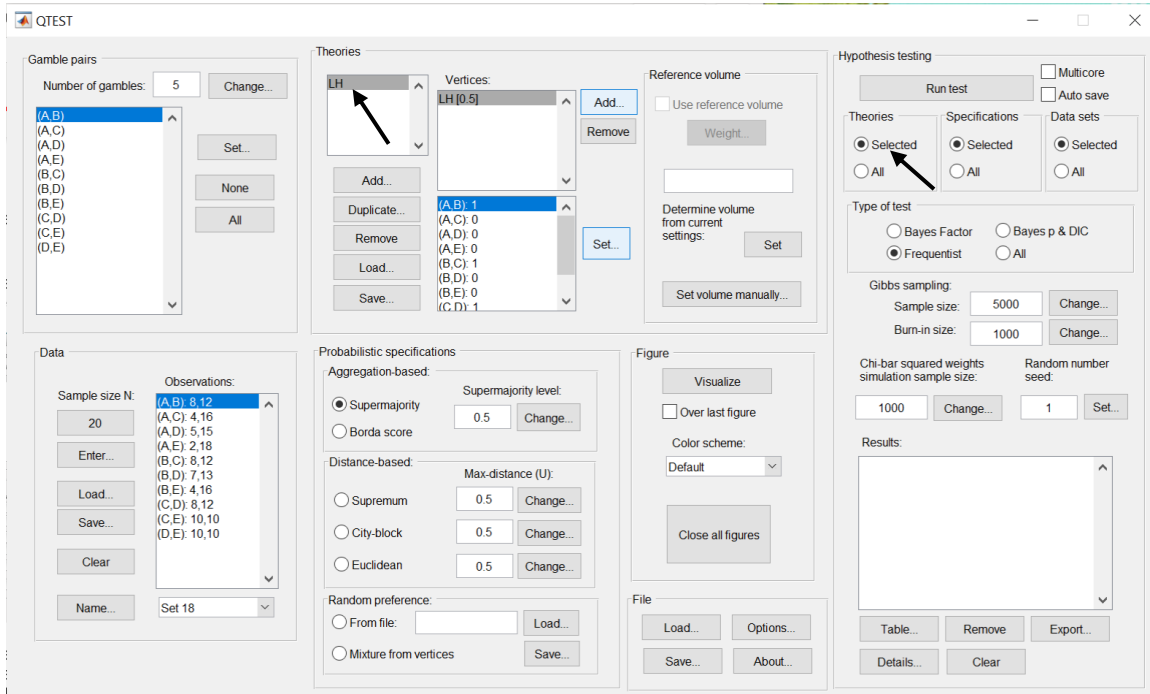 QTEST
Gamble pairs
Number of gambles: 5 Change...
(A,B)
(A,C)
(A,D)
(A,E)
(B,C)
(B,D)
(B,E)
(C,D)
(C,E)
(D,E)
Set...
None
All
Theories
LH
Vertices:
LH [0.5]
Add...
Remove
Add...
Duplicate...
Remove
Load...
Save...
(A,B): 1
(A,C): 0
(A,D): 0
(A,E): 0
(B,C): 1
(B,D): 0
(B,E): 0
(C,D): 1
Set...
Reference volume
Use reference volume
Weight...
Determine volume
from current
settings:
Set
Set volume manually...
Hypothesis testing
Run test
Multicore
Auto save
Theories
Selected
All
Specifications
Selected
All
Data sets
Selected
All
Type of test
Bayes Factor
Bayes p & DIC
Frequentist
All
Gibbs sampling:
Sample size: 5000 Change...
Burn-in size: 1000 Change...
Chi-bar squared weights
simulation sample size:
1000 Change...
Random number
seed:
1 Set...
Results:
Table...
Remove
Export...
Details...
Clear
Data
Sample size N:
20
Enter...
Load...
Save...
Clear
Name...
Observations:
(A,B): 8,12
(A,C): 4,16
(A,D): 5,15
(A,E): 2,18
(B,C): 8,12
(B,D): 7,13
(B,E): 4,16
(C,D): 8,12
(C,E): 10,10
(D,E): 10,10
Set 18
Probabilistic specifications
Aggregation-based:
Supermajority level:
Supermajority
0.5 Change...
Borda score
Distance-based:
Max-distance (U):
Supremum 0.5 Change...
City-block 0.5 Change...
Euclidean 0.5 Change...
Random preference:
From file: Load...
Mixture from vertices Save...
Figure
Visualize
Over last figure
Color scheme:
Default
Close all figures
File
Load...
Options...
Save...
About...